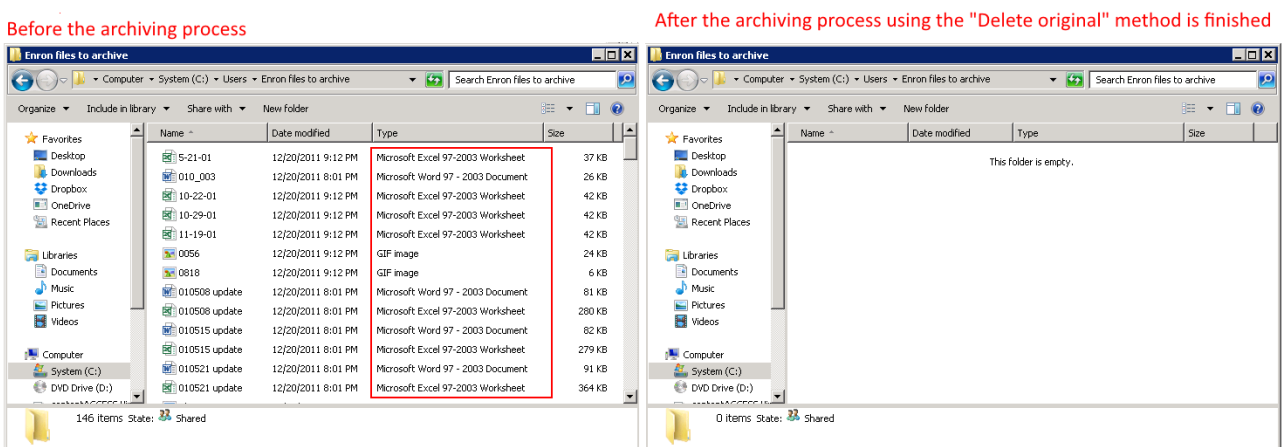 Before the archiving process
After the archiving process using the "Delete original" method is finished
Enron files to archive
Computer System (C:) Users Enron files to archive Search Enron files to archive
Organize Include in library Share with New folder
Favorites
Desktop
Downloads
Dropbox
OneDrive
Recent Places
Libraries
Documents
Music
Pictures
Videos
Computer
System (C:)
DVD Drive (D:)
Name Date modified Type Size
5-21-01 12/20/2011 9:12 PM Microsoft Excel 97-2003 Worksheet 37 KB
010_003 12/20/2011 8:01 PM Microsoft Word 97 - 2003 Document 26 KB
10-22-01 12/20/2011 9:12 PM Microsoft Excel 97-2003 Worksheet 42 KB
10-29-01 12/20/2011 9:12 PM Microsoft Excel 97-2003 Worksheet 42 KB
11-19-01 12/20/2011 9:12 PM Microsoft Excel 97-2003 Worksheet 42 KB
0056 12/20/2011 9:12 PM GIF image 24 KB
0818 12/20/2011 9:12 PM GIF image 6 KB
010508 update 12/20/2011 8:01 PM Microsoft Word 97 - 2003 Document 81 KB
010508 update 12/20/2011 8:01 PM Microsoft Excel 97-2003 Worksheet 280 KB
010515 update 12/20/2011 8:01 PM Microsoft Word 97 - 2003 Document 82 KB
010515 update 12/20/2011 8:01 PM Microsoft Excel 97-2003 Worksheet 279 KB
010521 update 12/20/2011 8:01 PM Microsoft Word 97 - 2003 Document 91 KB
010521 update 12/20/2011 8:01 PM Microsoft Excel 97-2003 Worksheet 364 KB
146 items State: Shared
Enron files to archive
Computer System (C:) Users Enron files to archive Search Enron files to archive
Organize Include in library Share with New folder
Favorites
Desktop
Downloads
Dropbox
OneDrive
Recent Places
Libraries
Documents
Music
Pictures
Videos
Computer
System (C:)
DVD Drive (D:)
Name Date modified Type Size
This folder is empty.
0 items State: Shared